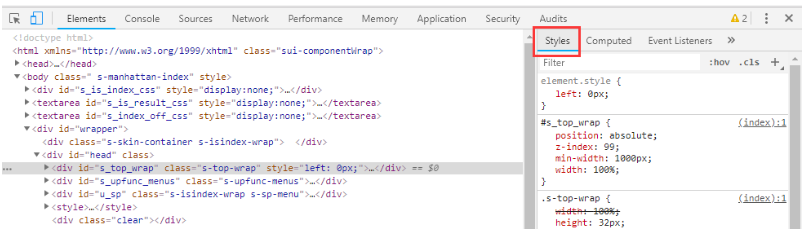 Elements Console Sources Network Performance Memory Application Security Audits 2
<!doctype html>
<html xmlns="http://www.w3.org/1999/xhtml" class="sui-componentWrap">
<head>…</head>
<body class=" s-manhattan-index" style>
<div id="s_is_index_css" style="display:none;">…</div>
<textarea id="s_is_result_css" style="display:none;">…</textarea>
<textarea id="s_index_off_css" style="display:none;">…</textarea>
<div id="wrapper">
<div class="s-skin-container s-isindex-wrap">  </div>
<div id="head" class>
<div id="s_top_wrap" class="s-top-wrap" style="left: 0px;">…</div> == $0
<div id="s_upfunc_menus" class="s-upfunc-menus">…</div>
<div id="u_sp" class="s-isindex-wrap s-sp-menu">…</div>
<style>…</style>
<div class="clear"></div>
Styles Computed Event Listeners »
Filter :hov .cls +
element.style {
left: 0px;
}
#s_top_wrap { (index):1
position: absolute;
z-index: 99;
min-width: 1000px;
width: 100%;
}
.s-top-wrap { (index):1
width: 100%;
height: 32px;